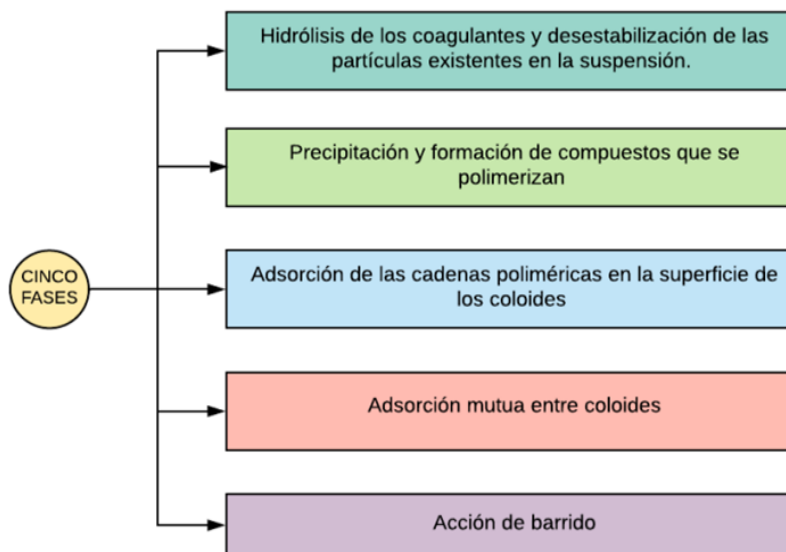 Hidrólisis de los coagulantes y desestabilización de las
partículas existentes en la suspensión.
Precipitación y formación de compuestos que se
polimerizan
CINCO
FASES
Adsorción de las cadenas poliméricas en la superficie de
los coloides
Adsorción mutua entre coloides
Acción de barrido